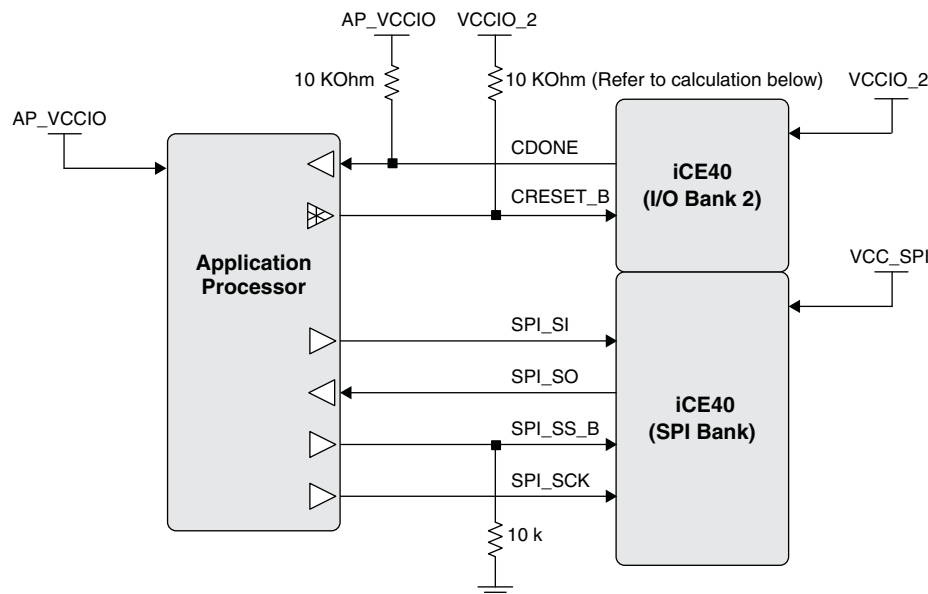 AP_VCCIO
VCCIO_2
10 KOhm
10 KOhm (Refer to calculation below)
VCCIO_2
AP_VCCIO
CDONE
iCE40
(I/O Bank 2)
CRESET_B
Application
Processor
VCC_SPI
SPI_SI
SPI_SO
iCE40
(SPI Bank)
SPI_SS_B
SPI_SCK
10 k